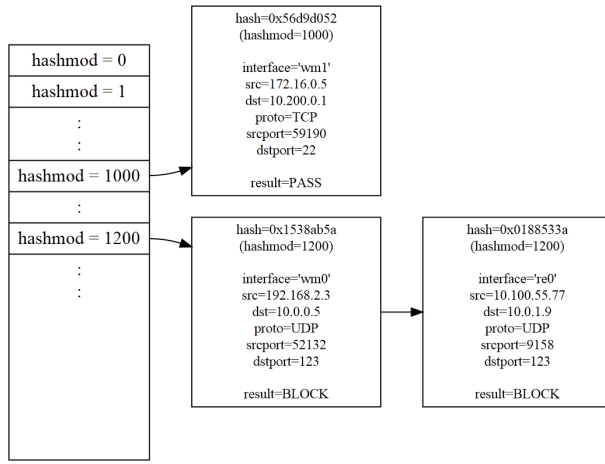 hashmod = 0
hashmod = 1
:
:
hashmod = 1000
:
hashmod = 1200
:
:
hash=0x56d9d052
(hashmod=1000)
interface='wm1'
src=172.16.0.5
dst=10.200.0.1
proto=TCP
srcport=59190
dstport=22
result=PASS
hash=0x1538ab5a
(hashmod=1200)
interface='wm0'
src=192.168.2.3
dst=10.0.0.5
proto=UDP
srcport=52132
dstport=123
result=BLOCK
hash=0x0188533a
(hashmod=1200)
interface='re0'
src=10.100.55.77
dst=10.0.1.9
proto=UDP
srcport=9158
dstport=123
result=BLOCK